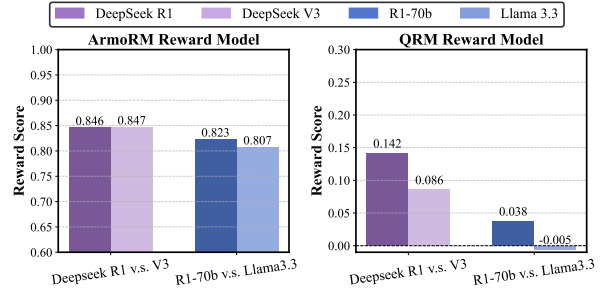 DeepSeek R1 DeepSeek V3 R1-70b Llama 3.3
ArmoRM Reward Model
Reward Score
1.00
0.95
0.90
0.85
0.80
0.75
0.70
0.65
0.60
0.846 0.847
0.823
0.807
Deepseek R1 v.s. V3
R1-70b v.s. Llama3.3
QRM Reward Model
Reward Score
0.30
0.25
0.20
0.15
0.10
0.05
0.00
0.142
0.086
0.038
-0.005
Deepseek R1 v.s. V3
R1-70b v.s. Llama3.3